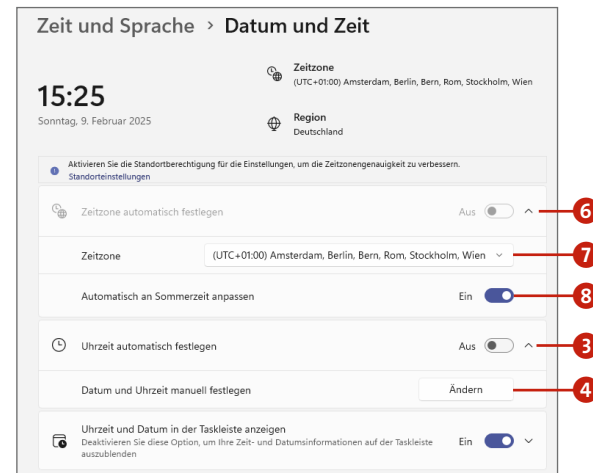 Zeit und Sprache > Datum und Zeit
Zeitzone
(UTC+01:00) Amsterdam, Berlin, Bern, Rom, Stockholm, Wien
15:25
Sonntag, 9. Februar 2025
Region
Deutschland
Aktivieren Sie die Standortberechtigung für die Einstellungen, um die Zeitzonengenauigkeit zu verbessern.
Standorteinstellungen
Zeitzone automatisch festlegen Aus 6
Zeitzone (UTC+01:00) Amsterdam, Berlin, Bern, Rom, Stockholm, Wien 7
Automatisch an Sommerzeit anpassen Ein 8
Uhrzeit automatisch festlegen Aus 3
Datum und Uhrzeit manuell festlegen Ändern 4
Uhrzeit und Datum in der Taskleiste anzeigen
Deaktivieren Sie diese Option, um Ihre Zeit- und Datumsinformationen auf der Taskleiste Ein
auszublenden